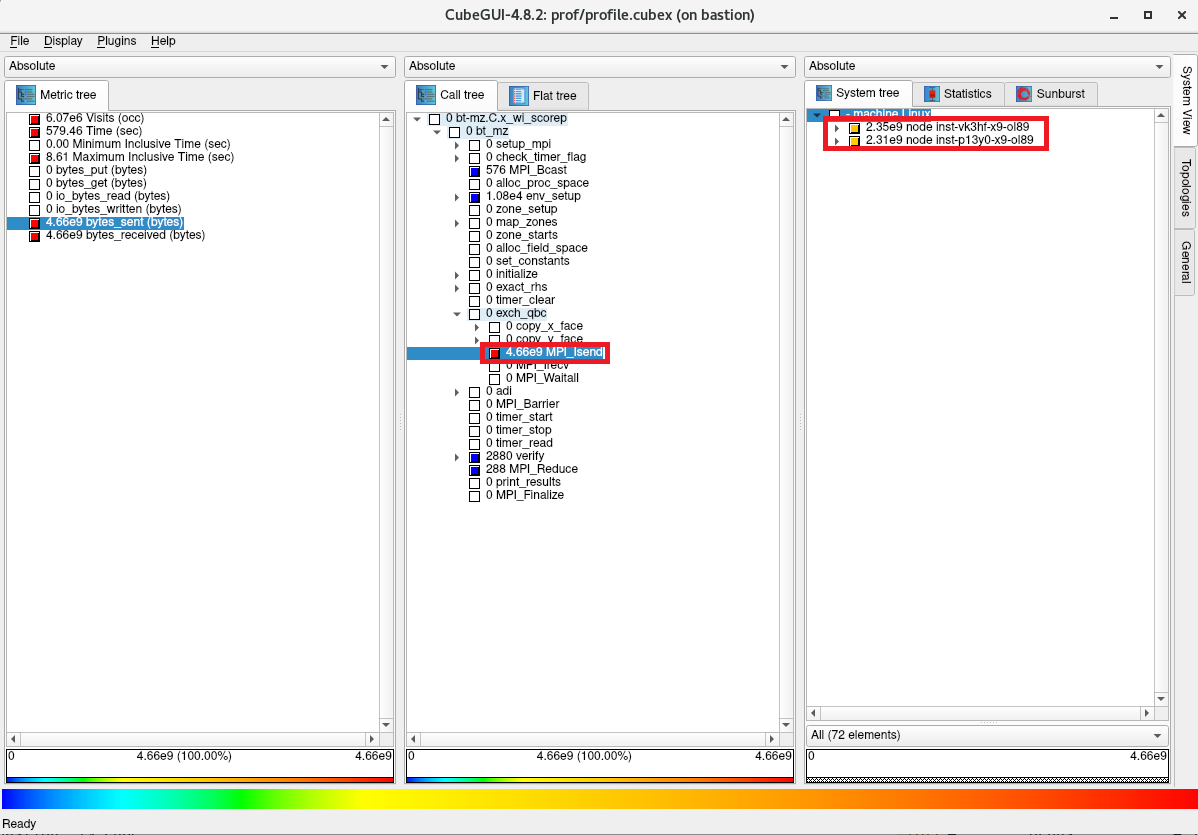 CubeGUI-4.8.2: prof/profile.cubex (on bastion)
File Display Plugins Help
Absolute
Metric tree
6.07e6 Visits (occ)
579.46 Time (sec)
0.00 Minimum Inclusive Time (sec)
8.61 Maximum Inclusive Time (sec)
0 bytes_put (bytes)
0 bytes_get (bytes)
0 io_bytes_read (bytes)
0 io_bytes_written (bytes)
4.66e9 bytes_sent (bytes)
4.66e9 bytes_received (bytes)
0 4.66e9 (100.00%) 4.66e9
Absolute
Call tree Flat tree
0 bt-mz.C.x_wi_scorep
0 bt_mz
0 setup_mpi
0 check_timer_flag
576 MPI_Bcast
0 alloc_proc_space
1.08e4 env_setup
0 zone_setup
0 map_zones
0 zone_starts
0 alloc_field_space
0 set_constants
0 initialize
0 exact_rhs
0 timer_clear
0 exch_qbc
0 copy_x_face
0 copy_y_face
4.66e9 MPI_Isend
0 MPI_Irecv
0 MPI_Waitall
0 adi
0 MPI_Barrier
0 timer_start
0 timer_stop
0 timer_read
2880 verify
288 MPI_Reduce
0 print_results
0 MPI_Finalize
0 4.66e9 (100.00%) 4.66e9
Absolute
System tree Statistics Sunburst
- machine Linux
2.35e9 node inst-vk3hf-x9-ol89
2.31e9 node inst-p13y0-x9-ol89
All (72 elements)
0 4.66e9
System View
Topologies
General
Ready